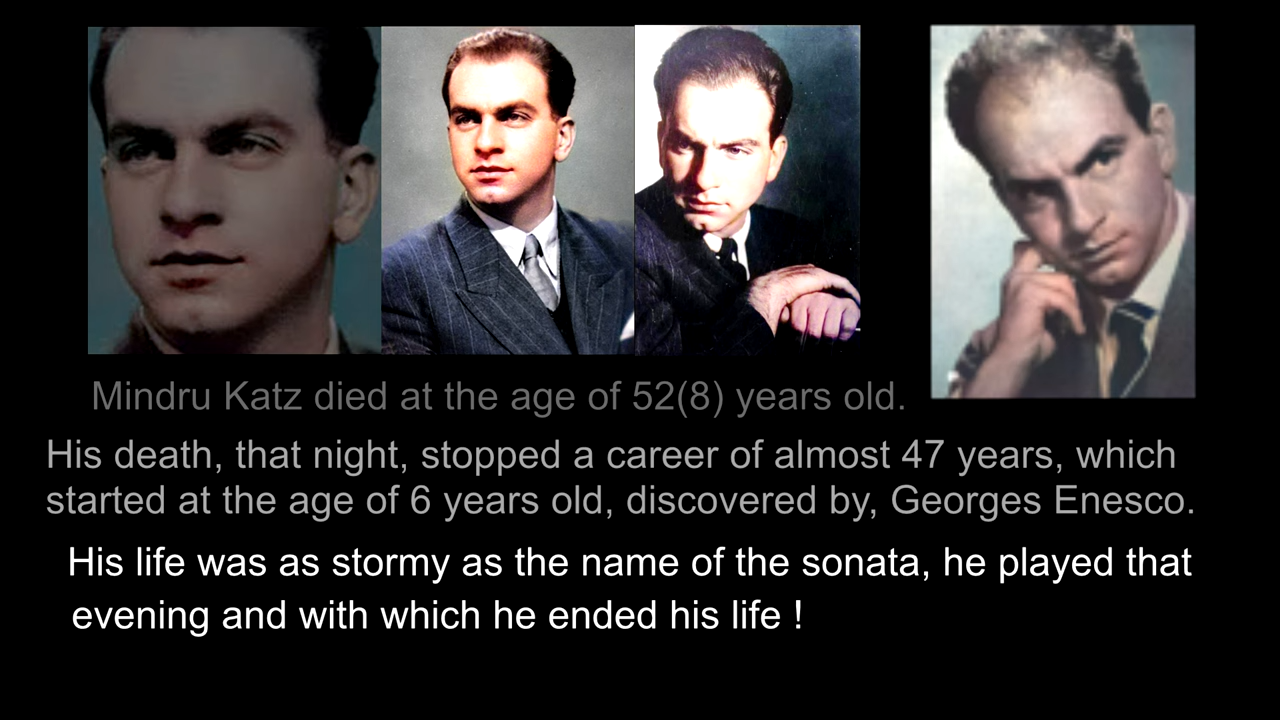 Mindru Katz died at the age of 52(8) years old.
His death, that night, stopped a career of almost 47 years, which
started at the age of 6 years old, discovered by, Georges Enesco.
His life was as stormy as the name of the sonata, he played that
evening and with which he ended his life !